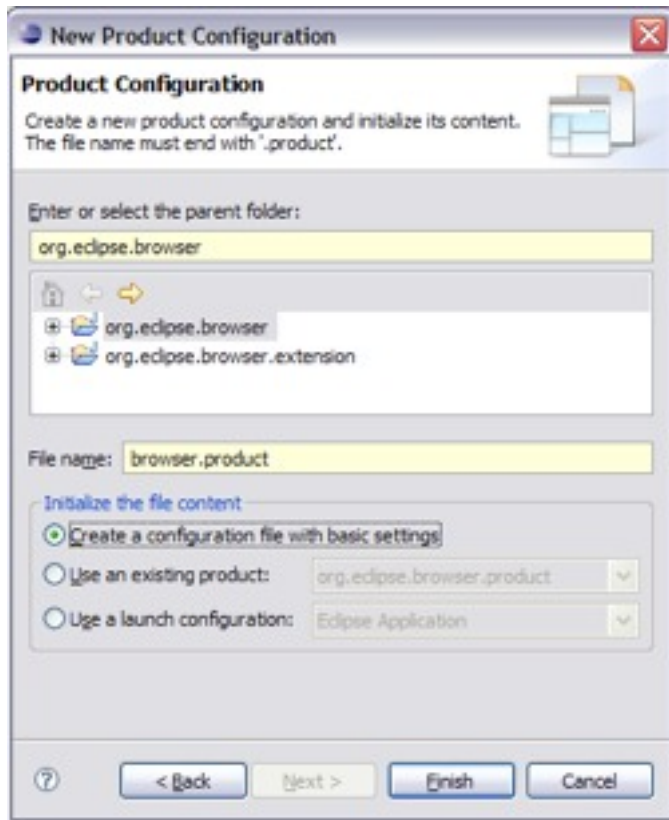 New Product Configuration
Product Configuration
Create a new product configuration and initialize its content.
The file name must end with '.product'.
Enter or select the parent folder:
org.eclipse.browser
org.eclipse.browser
org.eclipse.browser.extension
File name: browser.product
Initialize the file content
Create a configuration file with basic settings
Use an existing product: org.eclipse.browser.product
Use a launch configuration: Eclipse Application
? < Back Next > Finish Cancel